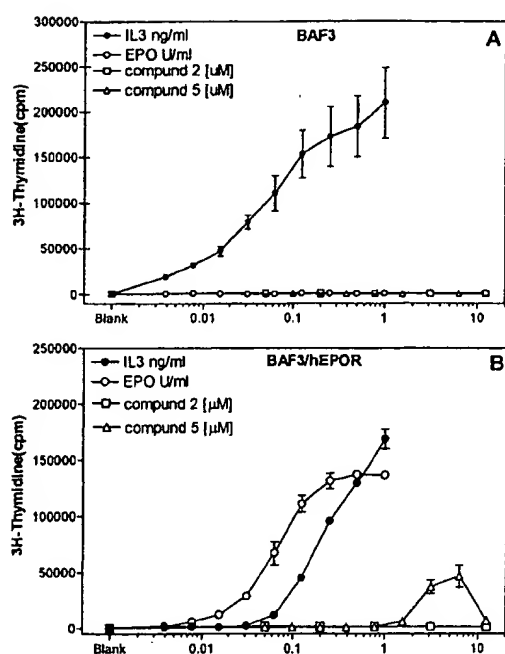 BAF3
A
IL3 ng/ml
EPO U/ml
compund 2 [uM]
compund 5 [uM]
3H-Thymidine(cpm)
300000
250000
200000
150000
100000
50000
0
Blank
0.01
0.1
1
10
BAF3/hEPOR
B
IL3 ng/ml
EPO U/ml
compund 2 [µM]
compund 5 [µM]
3H-Thymidine(cpm)
250000
200000
150000
100000
50000
0
Blank
0.01
0.1
1
10